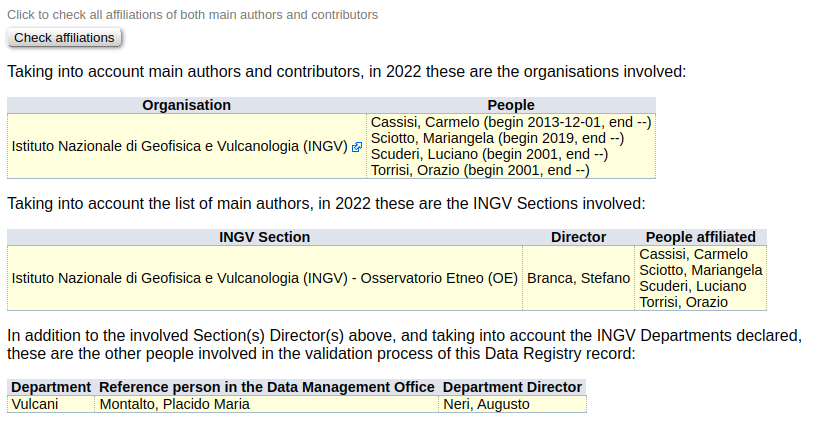 Click to check all affiliations of both main authors and contributors
Check affiliations
Taking into account main authors and contributors, in 2022 these are the organisations involved:
Organisation People
Istituto Nazionale di Geofisica e Vulcanologia (INGV) Cassisi, Carmelo (begin 2013-12-01, end --)
Sciotto, Mariangela (begin 2019, end --)
Scuderi, Luciano (begin 2001, end --)
Torrisi, Orazio (begin 2001, end --)
Taking into account the list of main authors, in 2022 these are the INGV Sections involved:
INGV Section Director People affiliated
Istituto Nazionale di Geofisica e Vulcanologia (INGV) - Osservatorio Etneo (OE) Branca, Stefano Cassisi, Carmelo
Sciotto, Mariangela
Scuderi, Luciano
Torrisi, Orazio
In addition to the involved Section(s) Director(s) above, and taking into account the INGV Departments declared,
these are the other people involved in the validation process of this Data Registry record:
Department Reference person in the Data Management Office Department Director
Vulcani Montalto, Placido Maria Neri, Augusto